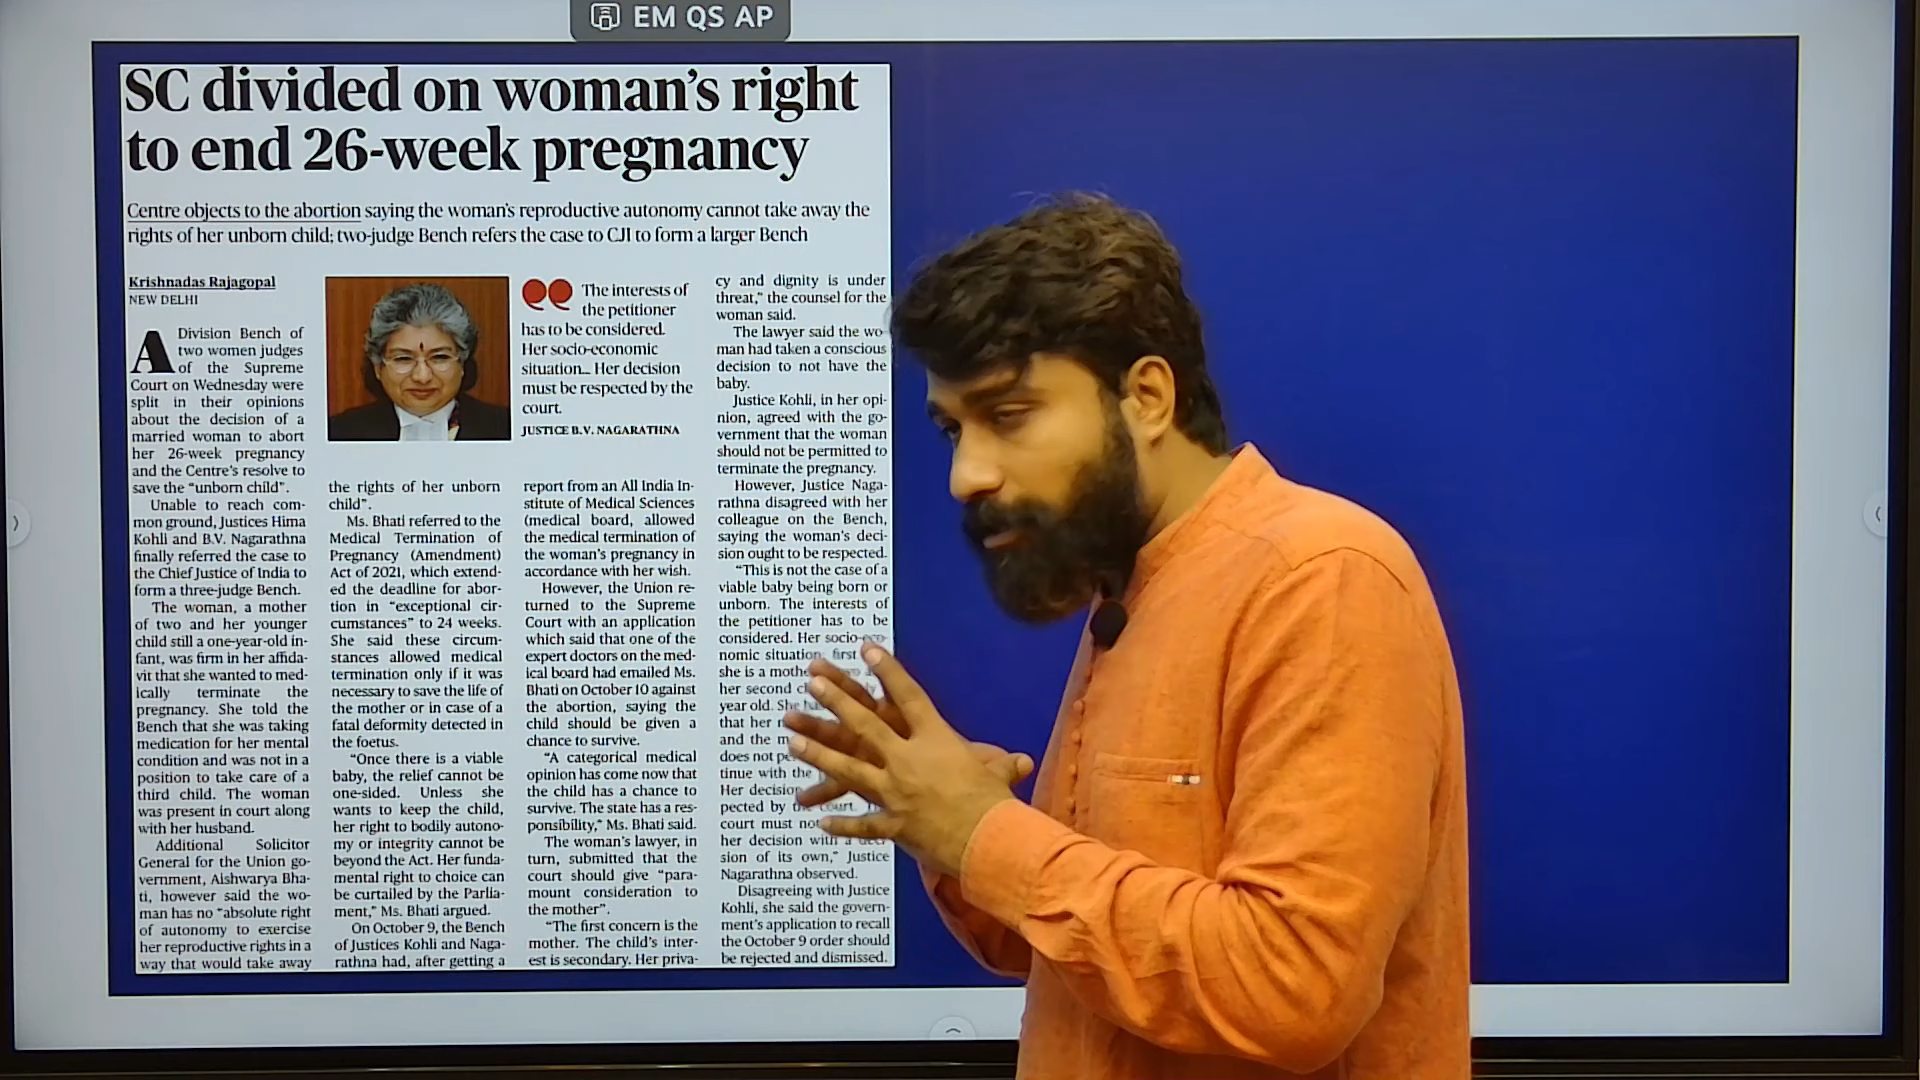 EM QS AP
SC divided on woman's right
to end 26-week pregnancy
Centre objects to the abortion saying the woman's reproductive autonomy cannot take away the
rights of her unborn child; two-judge Bench refers the case to CJI to form a larger Bench
Krishnadas Rajagopal
NEW DELHI
A Division Bench of
two women judges
of the Supreme
Court on Wednesday were
split in their opinions
about the decision of a
married woman to abort
her 26-week pregnancy
and the Centre's resolve to
save the “unborn child”.
Unable to reach com-
mon ground, Justices Hima
Kohli and B.V. Nagarathna
finally referred the case to
the Chief Justice of India to
form a three-judge Bench.
The woman, a mother
of two and her younger
child still a one-year-old in-
fant, was firm in her affida-
vit that she wanted to med-
ically terminate the
pregnancy. She told the
Bench that she was taking
medication for her mental
condition and was not in a
position to take care of a
third child. The woman
was present in court along
with her husband.
Additional Solicitor
General for the Union go-
vernment, Aishwarya Bha-
ti, however said the wo-
man has no “absolute right
of autonomy to exercise
her reproductive rights in a
way that would take away
the rights of her unborn
child”.
Ms. Bhati referred to the
Medical Termination of
Pregnancy (Amendment)
Act of 2021, which extend-
ed the deadline for abor-
tion in “exceptional cir-
cumstances” to 24 weeks.
She said these circum-
stances allowed medical
termination only if it was
necessary to save the life of
the mother or in case of a
fatal deformity detected in
the foetus.
“Once there is a viable
baby, the relief cannot be
one-sided. Unless she
wants to keep the child,
her right to bodily autono-
my or integrity cannot be
beyond the Act. Her funda-
mental right to choice can
be curtailed by the Parlia-
ment,” Ms. Bhati argued.
On October 9, the Bench
of Justices Kohli and Naga-
rathna had, after getting a
The interests of
the petitioner
has to be considered.
Her socio-economic
situation... Her decision
must be respected by the
court.
JUSTICE B.V. NAGARATHNA
report from an All India In-
stitute of Medical Sciences
(medical board, allowed
the medical termination of
the woman's pregnancy in
accordance with her wish.
However, the Union re-
turned to the Supreme
Court with an application
which said that one of the
expert doctors on the med-
ical board had emailed Ms.
Bhati on October 10 against
the abortion, saying the
child should be given a
chance to survive.
“A categorical medical
opinion has come now that
the child has a chance to
survive. The state has a res-
ponsibility,” Ms. Bhati said.
The woman's lawyer, in
turn, submitted that the
court should give “para-
mount consideration to
the mother”.
“The first concern is the
mother. The child's inter-
est is secondary. Her priva-
cy and dignity is under
threat,” the counsel for the
woman said.
The lawyer said the wo-
man had taken a conscious
decision to not have the
baby.
Justice Kohli, in her opi-
nion, agreed with the go-
vernment that the woman
should not be permitted to
terminate the pregnancy.
However, Justice Naga-
rathna disagreed with her
colleague on the Bench,
saying the woman's deci-
sion ought to be respected.
“This is not the case of a
viable baby being born or
unborn. The interests of
the petitioner has to be
considered. Her socio-eco-
nomic situation, first
she is a
her second
year old. She
that her
and the
does not
tinue with the
Her decision
pected by the court.
court must not
her decision with a
sion of its own,” Justice
Nagarathna observed.
Disagreeing with Justice
Kohli, she said the govern-
ment's application to recall
the October 9 order should
be rejected and dismissed.